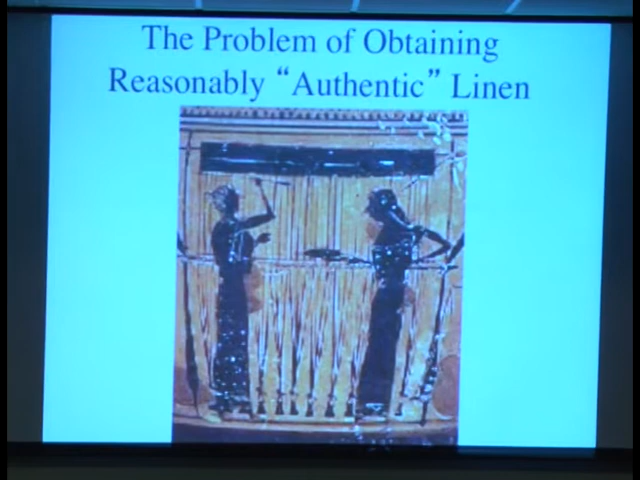 The Problem of Obtaining
Reasonably “Authentic” Linen